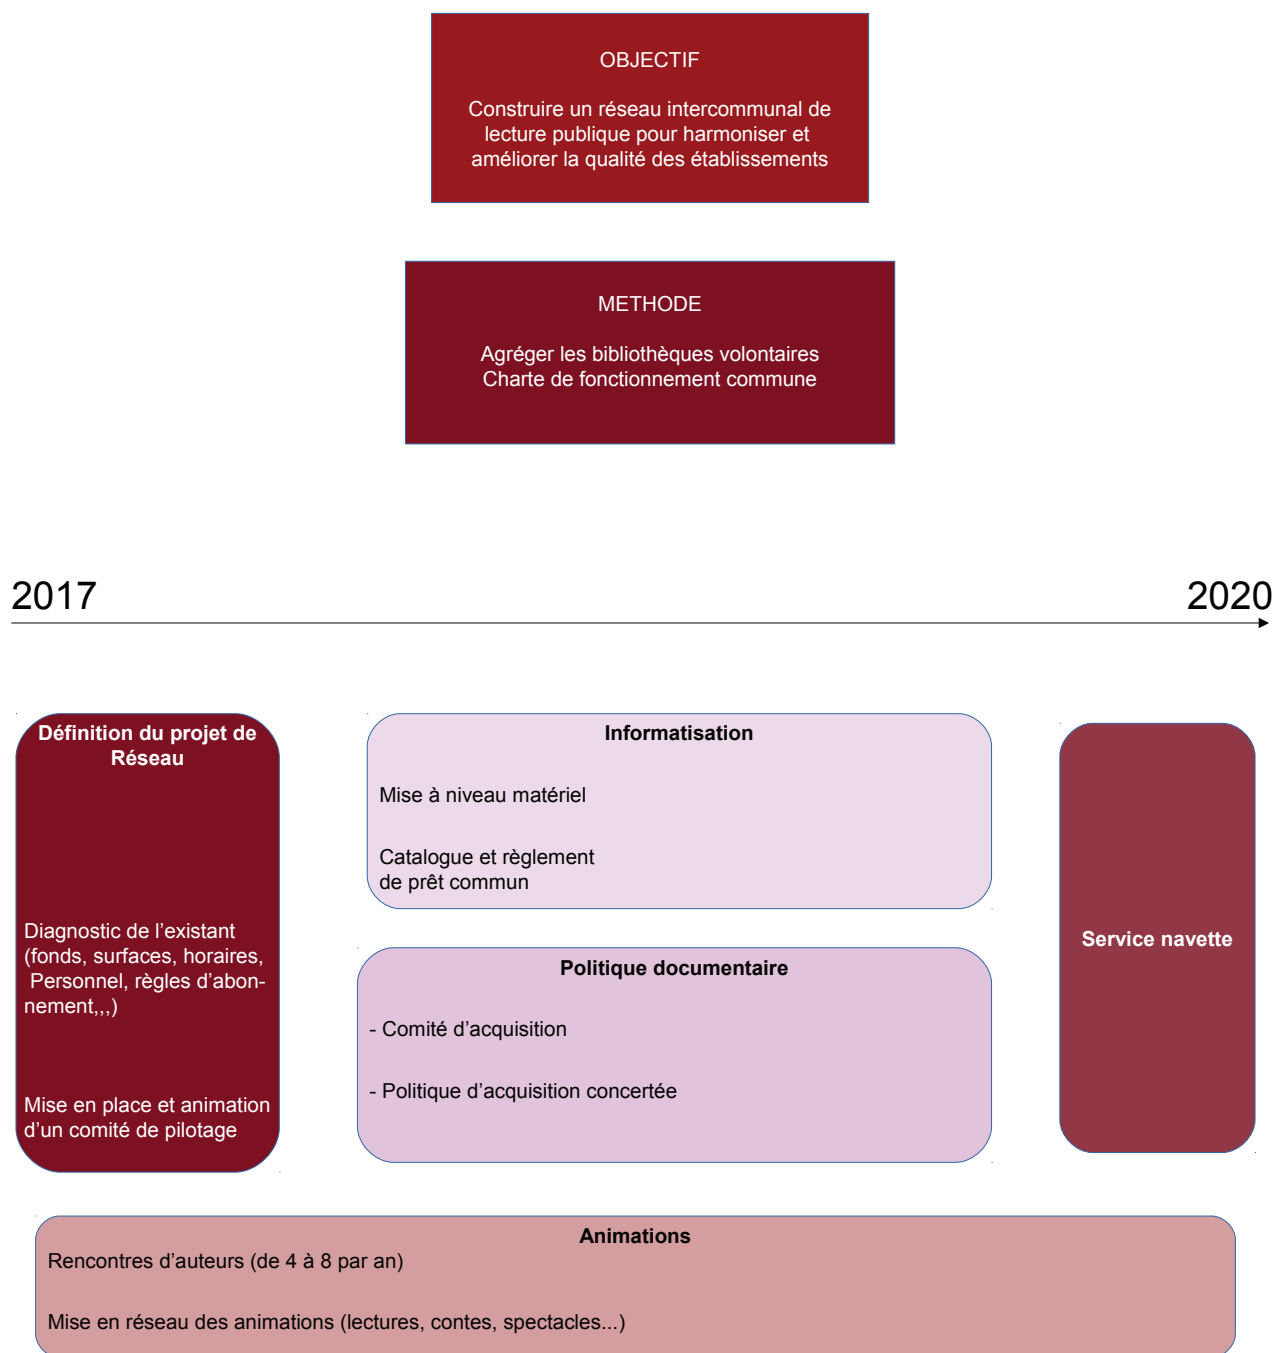 OBJECTIF
Construire un réseau intercommunal de
lecture publique pour harmoniser et
améliorer la qualité des établissements
METHODE
Agréger les bibliothèques volontaires
Charte de fonctionnement commune
2017
2020
Définition du projet de
Réseau
Diagnostic de l’existant
(fonds, surfaces, horaires,
Personnel, règles d’abon-
nement,,,)
Mise en place et animation
d’un comité de pilotage
Informatisation
Mise à niveau matériel
Catalogue et règlement
de prêt commun
Politique documentaire
- Comité d’acquisition
- Politique d’acquisition concertée
Service navette
Animations
Rencontres d’auteurs (de 4 à 8 par an)
Mise en réseau des animations (lectures, contes, spectacles...)